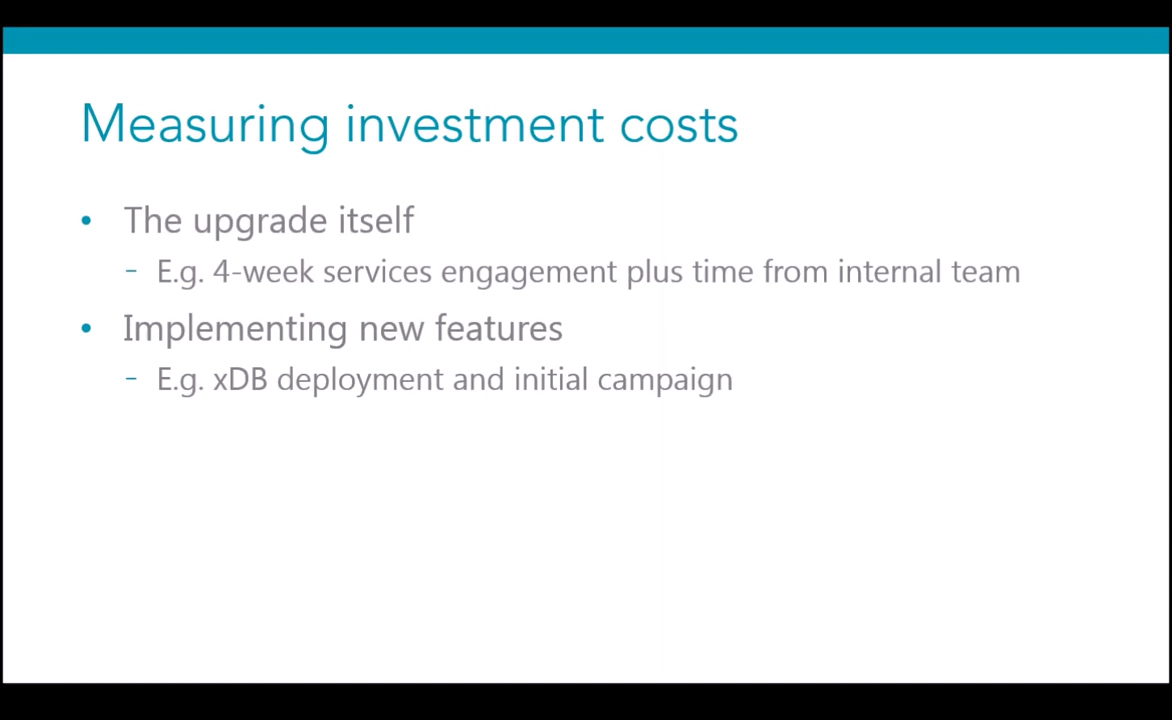 Measuring investment costs
• The upgrade itself
- E.g. 4-week services engagement plus time from internal team
• Implementing new features
- E.g. xDB deployment and initial campaign